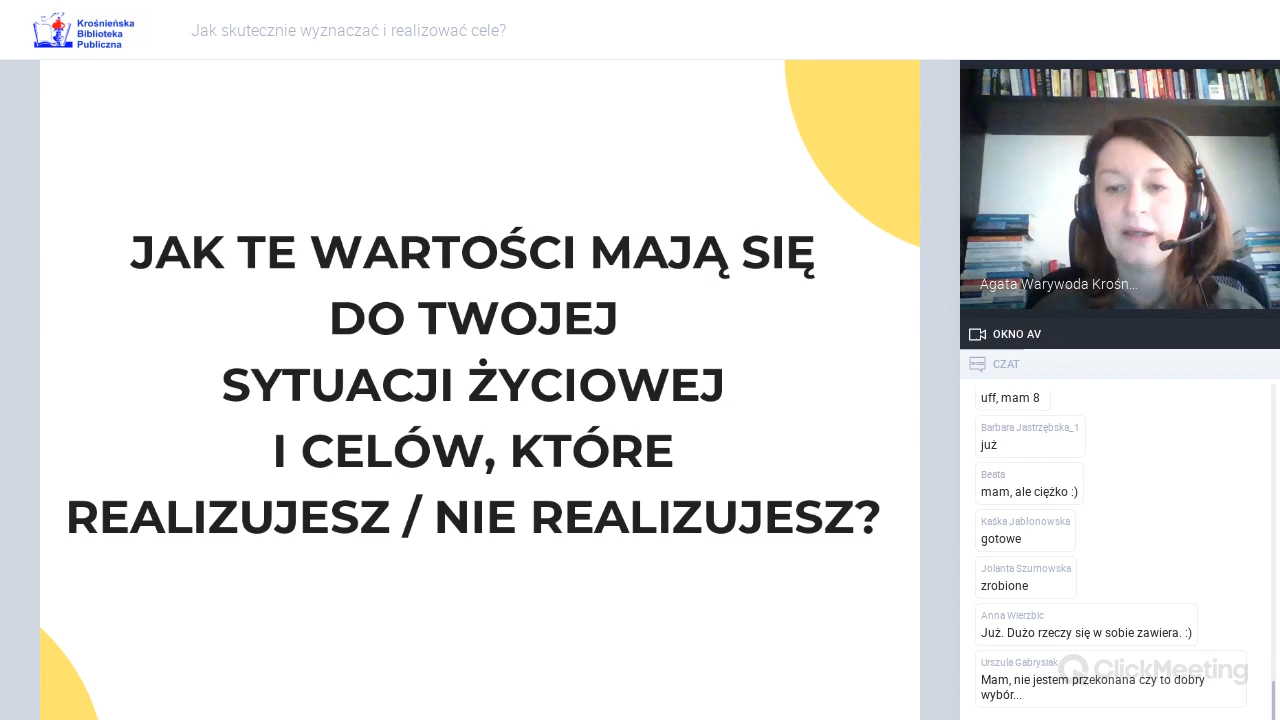 Krośnieńska
Biblioteka
Publiczna
Jak skutecznie wyznaczać i realizować cele?
JAK TE WARTOŚCI MAJĄ SIĘ
DO TWOJEJ
SYTUACJI ŻYCIOWEJ
I CELÓW, KTÓRE
REALIZUJESZ / NIE REALIZUJESZ?
Agata Warywoda Krośn...
OKNO AV
CZAT
uff, mam 8
Barbara Jastrzębska_1
już
Beata
mam, ale ciężko :)
Kaśka Jabłonowska
gotowe
Jolanta Szumowska
zrobione
Anna Wierzbic
Już. Dużo rzeczy się w sobie zawiera. :)
Urszula Gabrysiak
ClickMeeting
Mam, nie jestem przekonana czy to dobry
wybór...